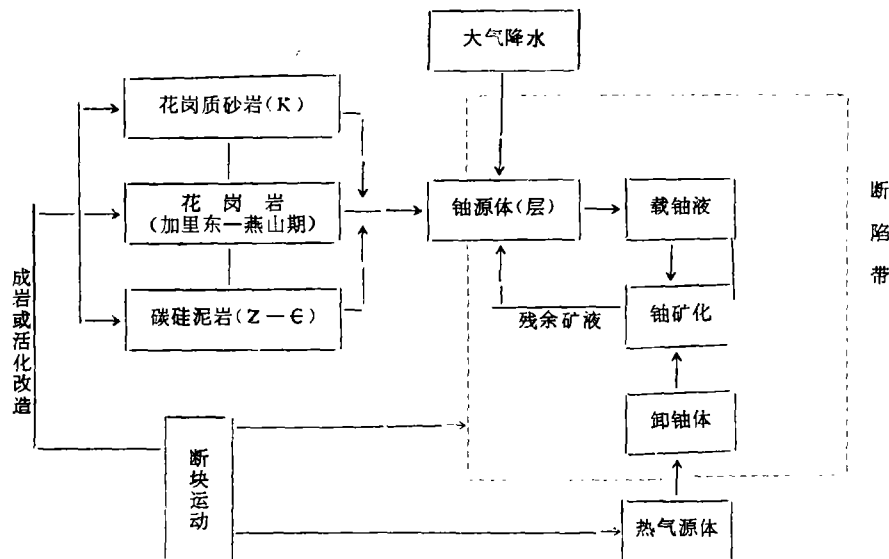 大气降水
花岗质砂岩(K)
花岗岩
(加里东—燕山期)
铀源体(层)
载铀液
断陷带
成岩或活化改造
碳硅泥岩(Z—Є)
残余矿液
铀矿化
卸铀体
断块运动
热气源体